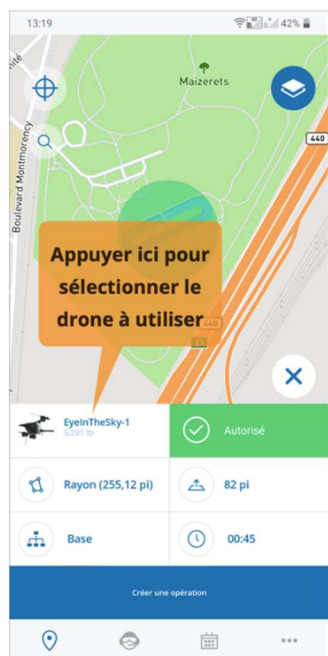 13:19
42%
Maizerets
440
Boulevard Montmorency
Appuyer ici pour
sélectionner le
drone à utiliser
440
EyeInTheSky-1
5,291 lb
Autorisé
Rayon (255,12 pi)
82 pi
Base
00:45
Créer une opération